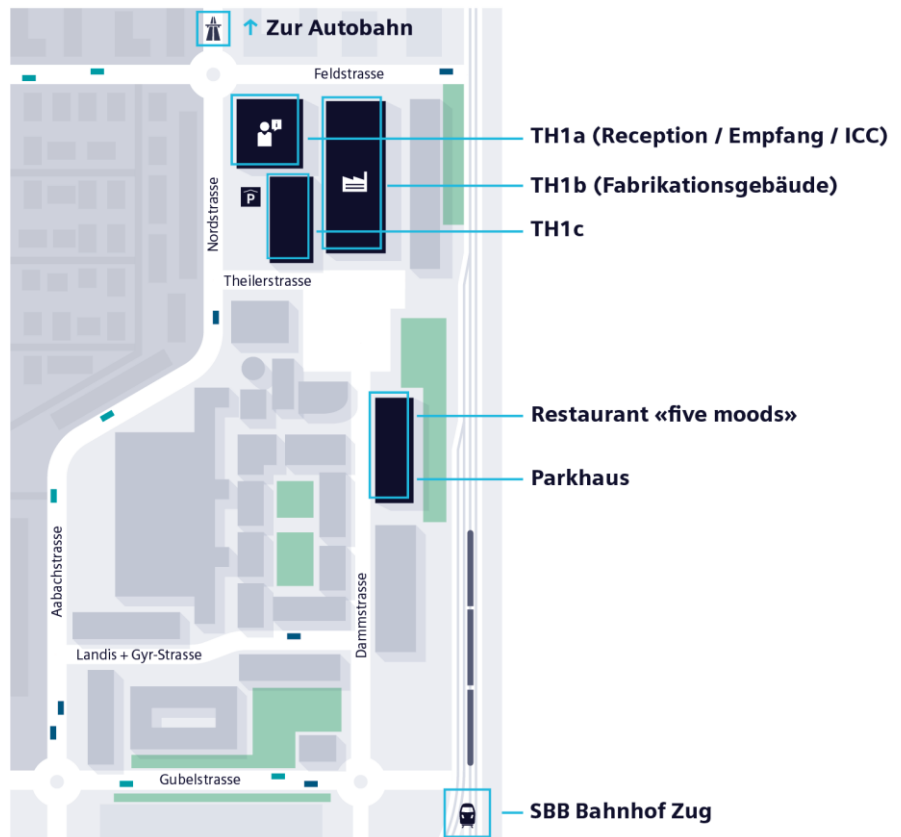 Zur Autobahn
Feldstrasse
TH1a (Reception / Empfang / ICC)
TH1b (Fabrikationsgebäude)
P
Nordstrasse
TH1c
Theilerstrasse
Restaurant «five moods»
Parkhaus
Aabachstrasse
Dammstrasse
Landis + Gyr-Strasse
Gubelstrasse
SBB Bahnhof Zug